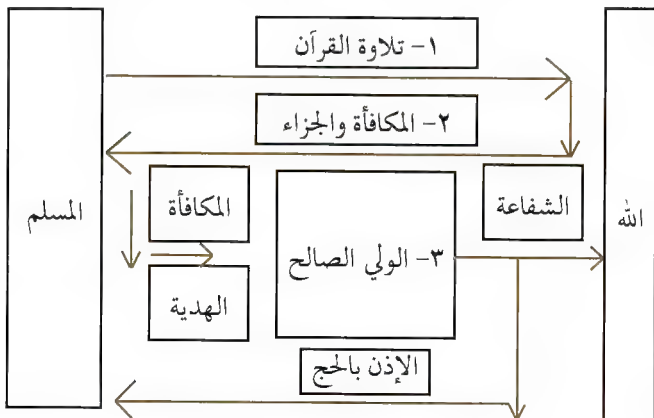 ١- تلاوة القرآن
٢- المكافأة والجزاء
المسلم
المكافأة
الهدية
٣- الولي الصالح
الشفاعة
الله
الإذن بالحج